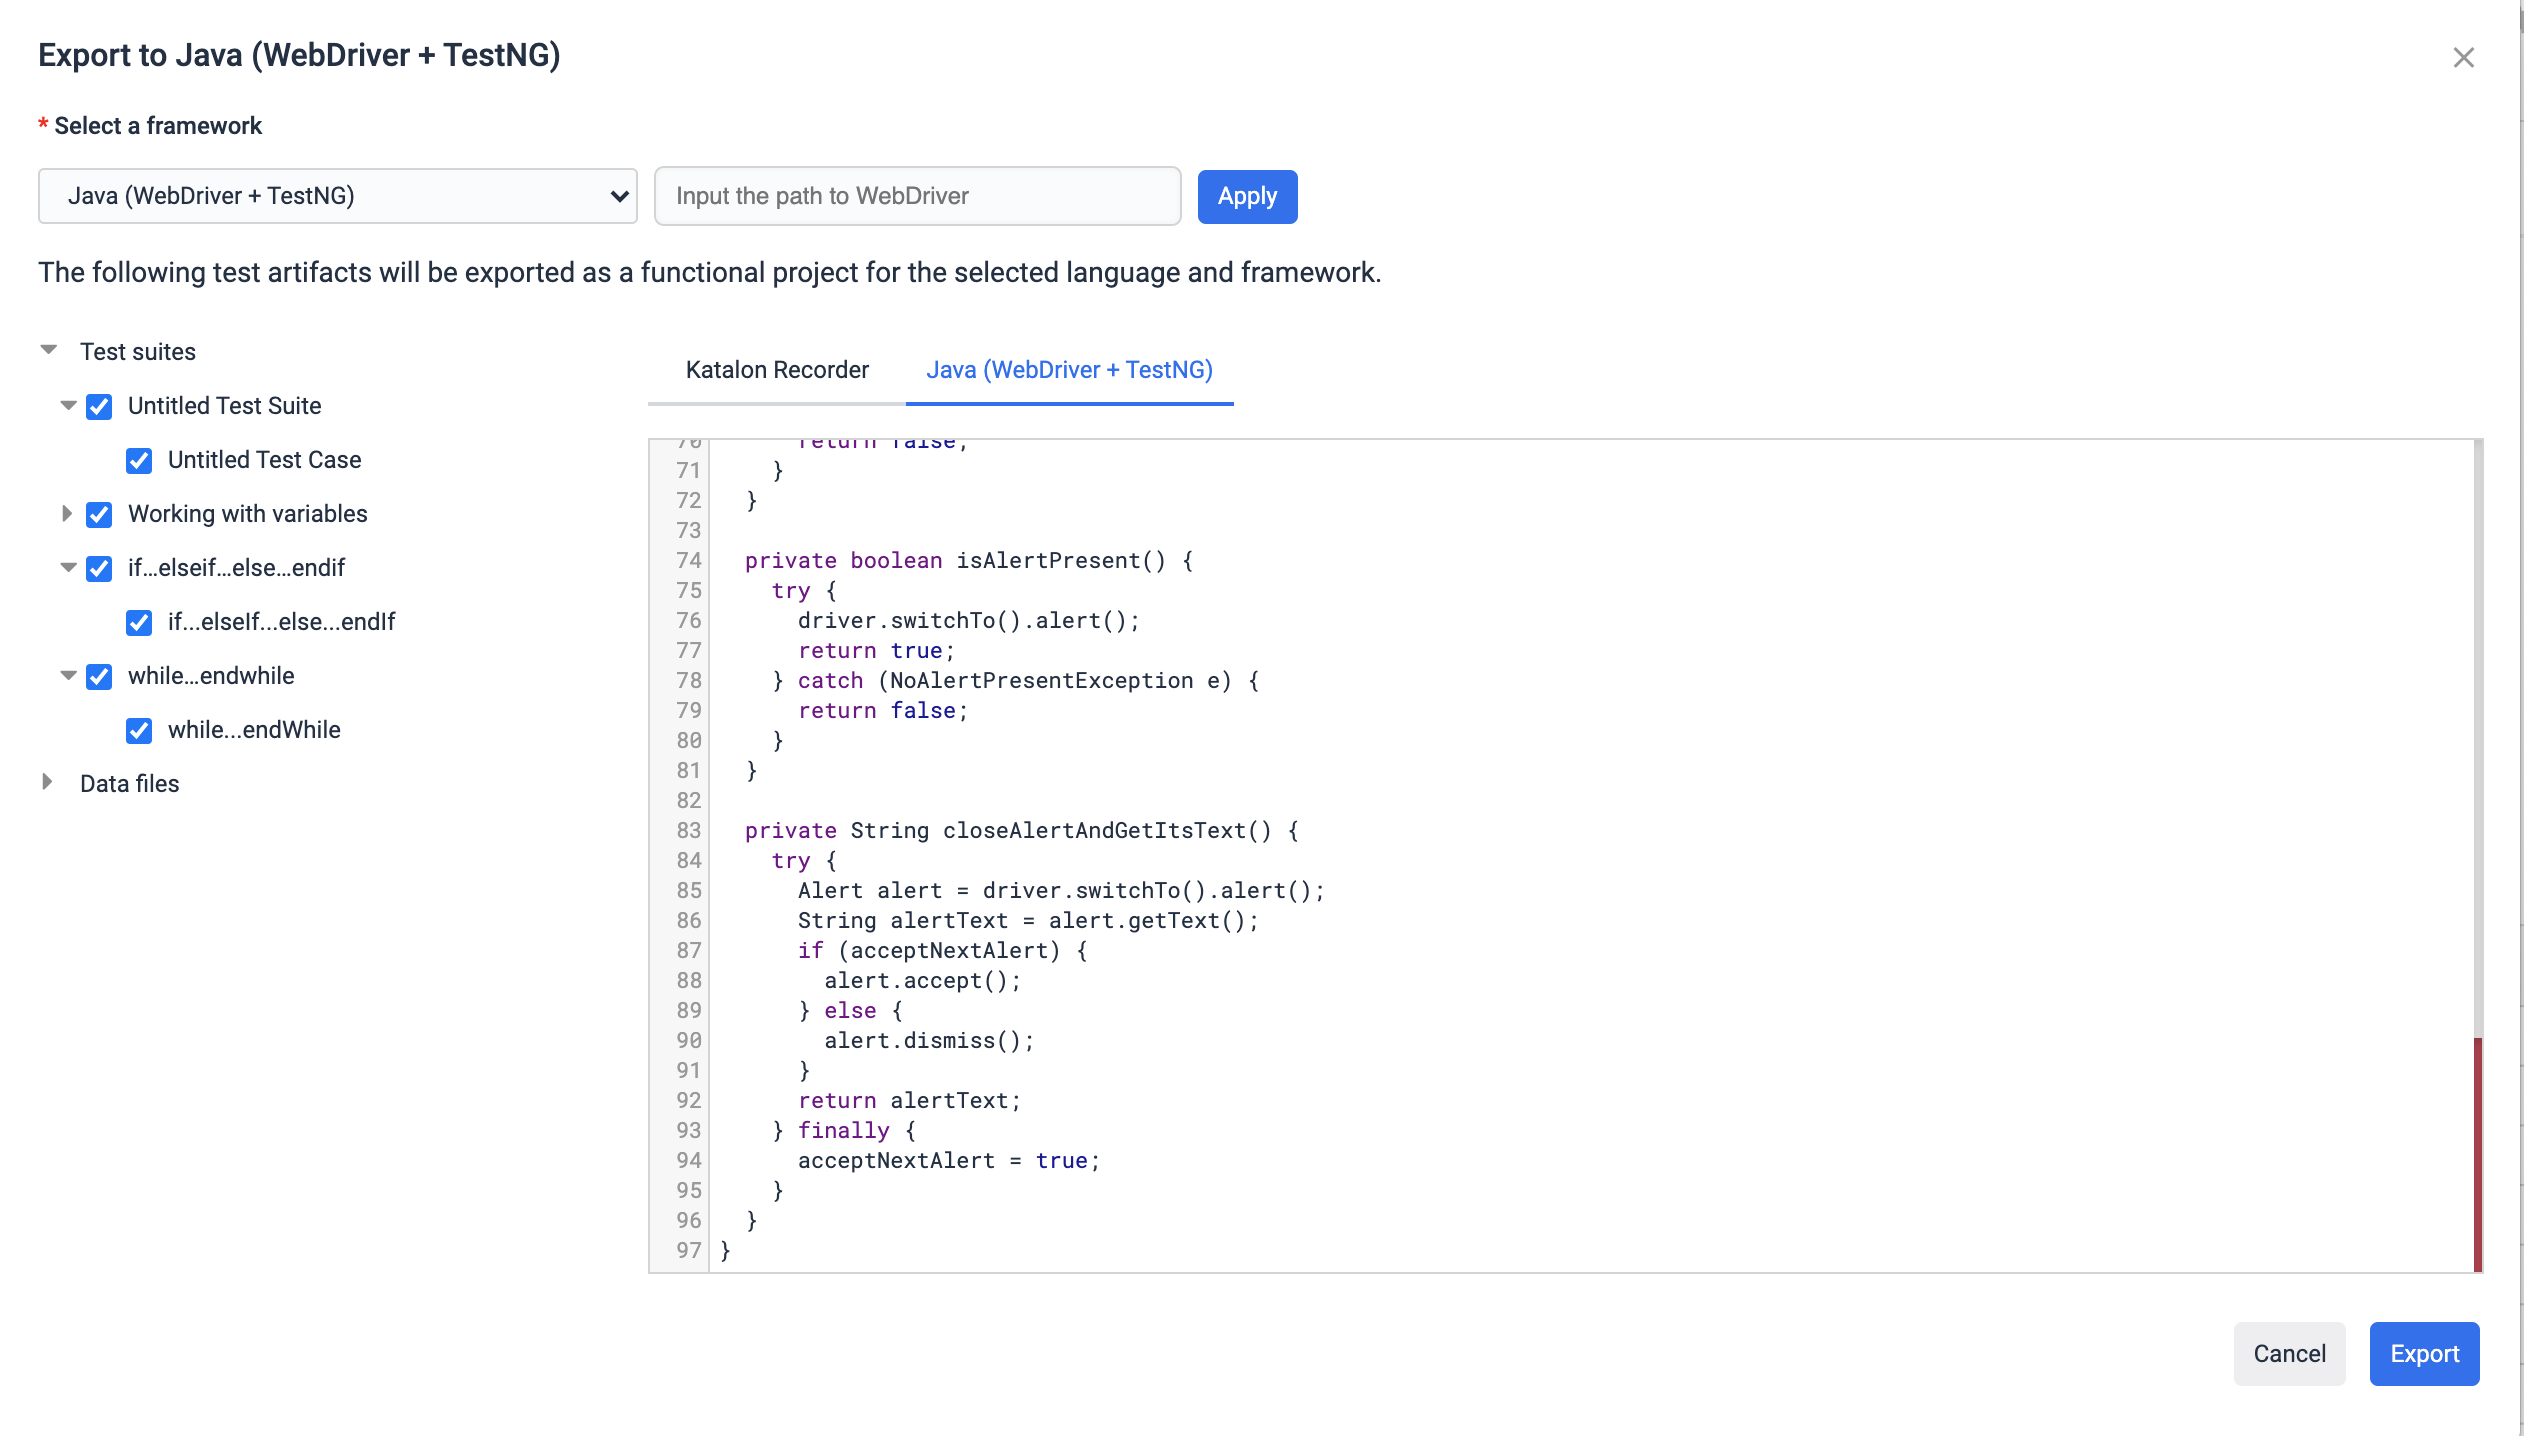 Export to Java (WebDriver + TestNG)
* Select a framework
Java (WebDriver + TestNG)
Input the path to WebDriver
Apply
The following test artifacts will be exported as a functional project for the selected language and framework.
Test suites
Untitled Test Suite
Untitled Test Case
Working with variables
if...elseif...else...endif
if...elseIf...else...endIf
while...endwhile
while...endWhile
Data files
Katalon Recorder
Java (WebDriver + TestNG)
70       return false;
71     }
72   }
73
74   private boolean isAlertPresent() {
75     try {
76       driver.switchTo().alert();
77       return true;
78     } catch (NoAlertPresentException e) {
79       return false;
80     }
81   }
82
83   private String closeAlertAndGetItsText() {
84     try {
85       Alert alert = driver.switchTo().alert();
86       String alertText = alert.getText();
87       if (acceptNextAlert) {
88         alert.accept();
89       } else {
90         alert.dismiss();
91       }
92       return alertText;
93     } finally {
94       acceptNextAlert = true;
95     }
96   }
97 }
Cancel
Export